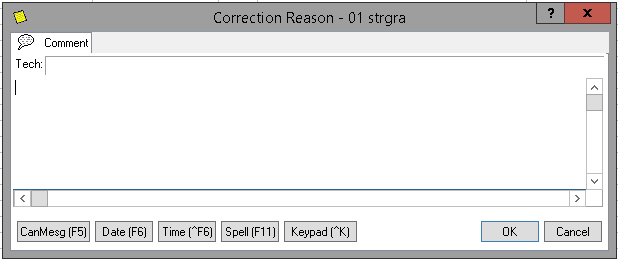 Correction Reason - 01 strgra
? x
Comment
Tech:
CanMesg (F5) Date (F6) Time (^F6) Spell (F11) Keypad (^K) OK Cancel